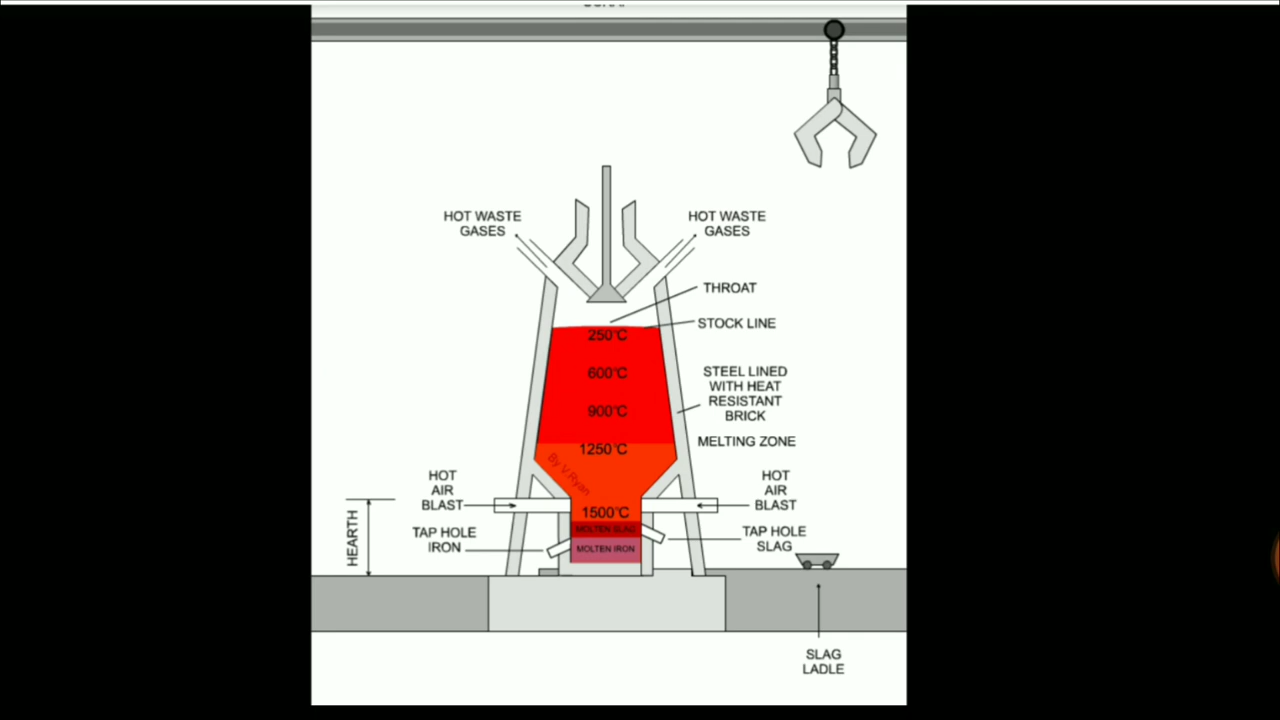 HOT WASTE
GASES
HOT WASTE
GASES
THROAT
STOCK LINE
250°C
600°C
STEEL LINED
WITH HEAT
RESISTANT
BRICK
900°C
MELTING ZONE
1250°C
By V.Ryan
HOT
AIR
BLAST
HOT
AIR
BLAST
1500°C
HEARTH
TAP HOLE
IRON
MOLTEN SLAG
TAP HOLE
SLAG
MOLTEN IRON
SLAG
LADLE